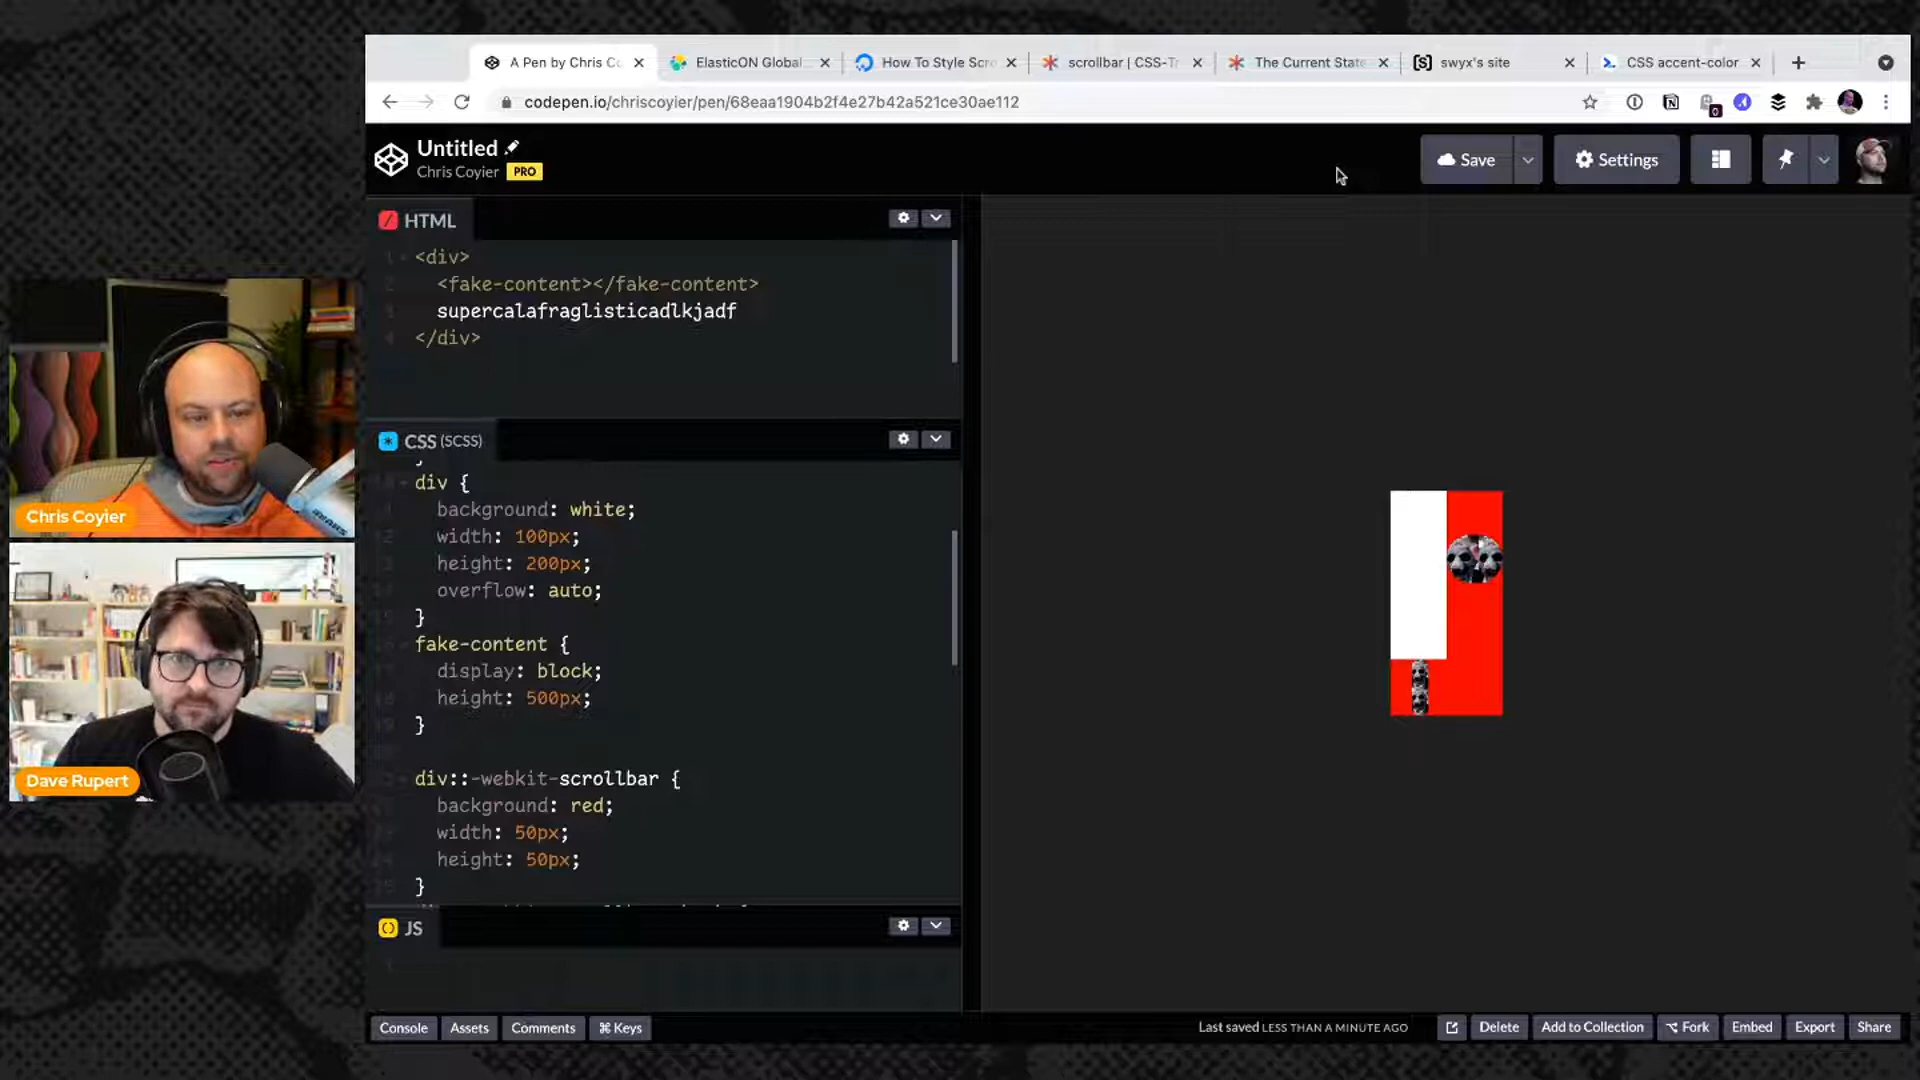 A Pen by Chris Co
ElasticON Global
How To Style Scro
scrollbar | CSS-Tr
The Current State
[S] swyx's site
CSS accent-color
codepen.io/chriscoyier/pen/68eaa1904b2f4e27b42a521ce30ae112
0
Untitled
Chris Coyier PRO
Save
Settings
HTML
<div>
<fake-content></fake-content>
supercalafraglisticadlkjadf
</div>
CSS (SCSS)
}
div {
background: white;
width: 100px;
height: 200px;
overflow: auto;
}
fake-content {
display: block;
height: 500px;
}
div::-webkit-scrollbar {
background: red;
width: 50px;
height: 50px;
}
JS
Chris Coyier
Dave Rupert
Console
Assets
Comments
⌘ Keys
Last saved LESS THAN A MINUTE AGO
Delete
Add to Collection
Fork
Embed
Export
Share